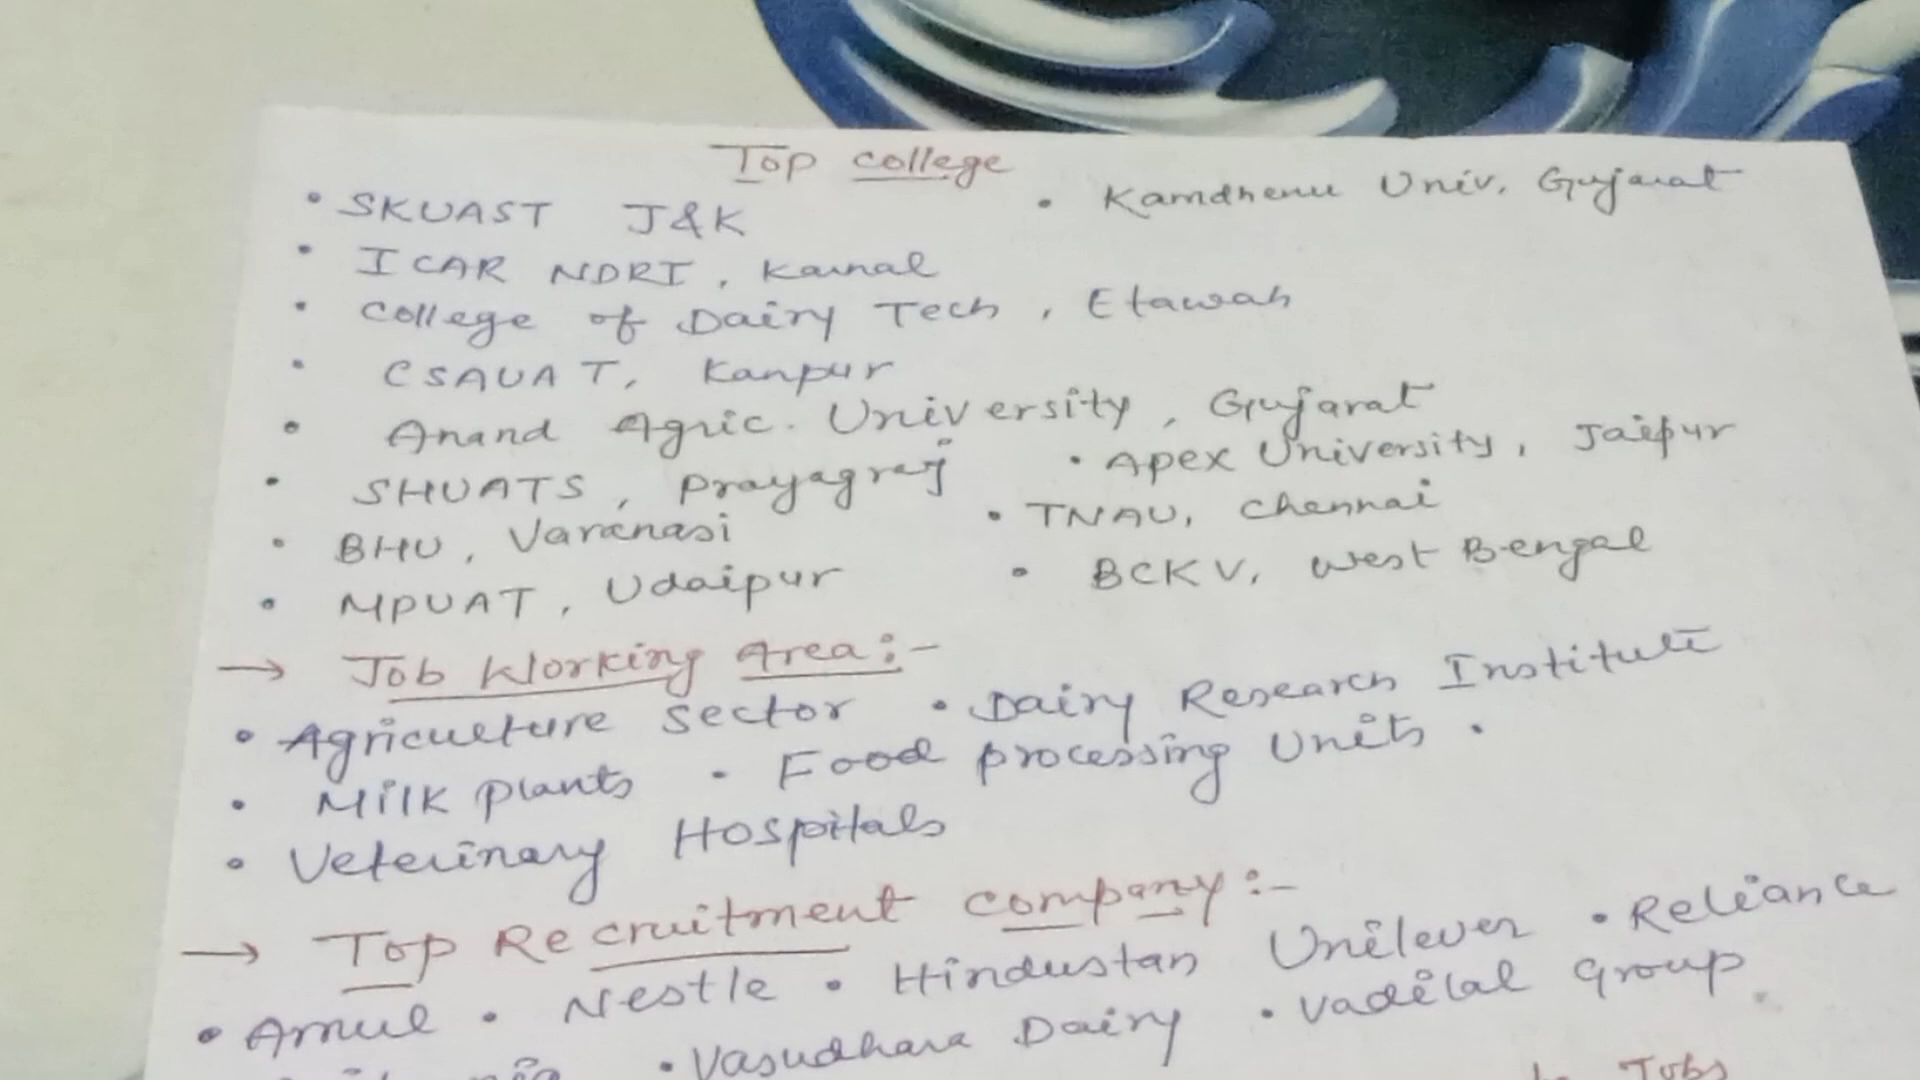 Top college
• SKUAST J&K • Kamdhenu Univ. Gujarat
• ICAR NDRI, Karnal
• College of Dairy Tech, Etawah
• CSAUAT, Kanpur
• Anand Agric. University, Gujarat
• SHUATS, Prayagraj • Apex University, Jaipur
• BHU, Varanasi • TNAU, Chennai
• MPUAT, Udaipur • BCKV, West Bengal
→ Job Working Area:-
• Agriculture Sector • Dairy Research Institute
• Milk plants • Food processing Units •
• Veterinary Hospitals
→ Top Recruitment company:-
• Amul • Nestle • Hindustan Unilever • Reliance
• Vasudhara Dairy • Vadilal Group
Jobs